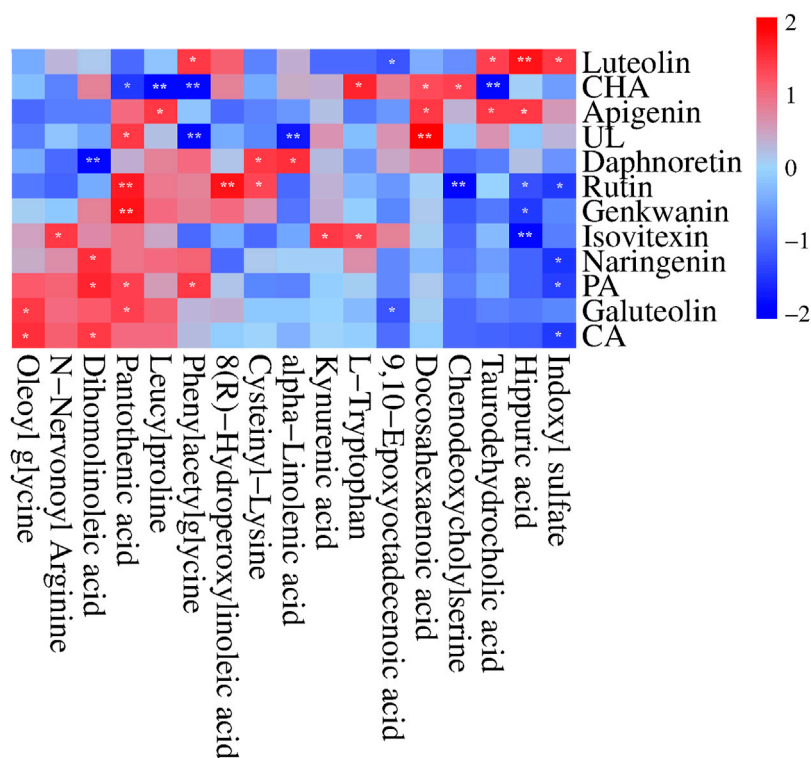 2
1
0
−1
−2
Luteolin
CHA
Apigenin
UL
Daphnoretin
Rutin
Genkwanin
Isovitexin
Naringenin
PA
Galuteolin
CA
* * * ** *
* ** ** * * * **
* * * *
* ** ** **
** * *
** ** * ** * *
** *
* * * **
* *
* * * *
* * *
* * *
Oleoyl glycine
N−Nervonoyl Arginine
Dihomolinoleic acid
Pantothenic acid
Leucylproline
Phenylacetylglycine
8(R)−Hydroperoxylinoleic acid
Cysteinyl−Lysine
alpha−Linolenic acid
Kynurenic acid
L−Tryptophan
9,10−Epoxyoctadecenoic acid
Docosahexaenoic acid
Chenodeoxycholylserine
Taurodehydrocholic acid
Hippuric acid
Indoxyl sulfate